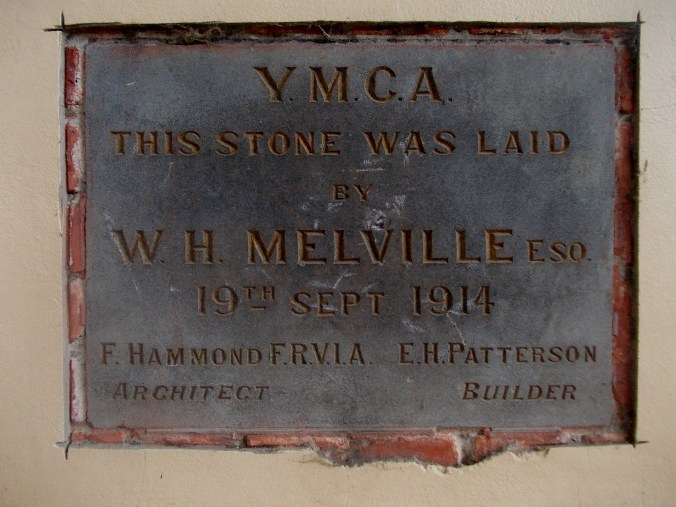 Y.M.C.A.
THIS STONE WAS LAID
BY
W. H. MELVILLE ESQ.
19TH SEPT 1914
F. HAMMOND F.R.V.I.A. E.H. PATTERSON
ARCHITECT BUILDER